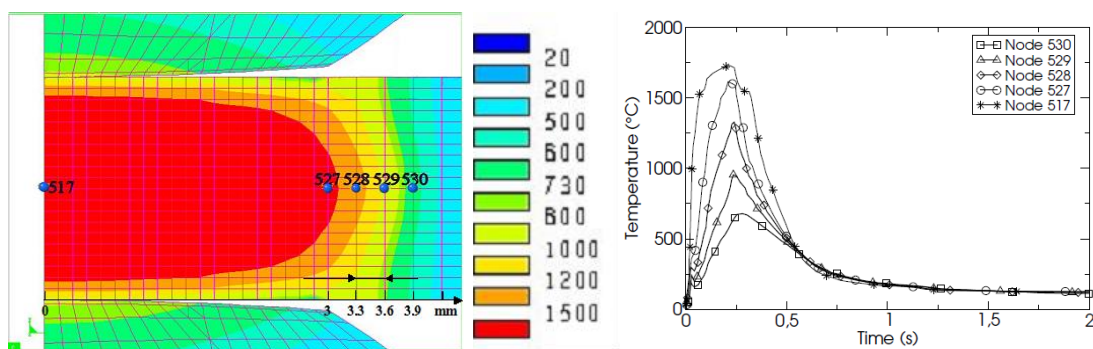 517
527 528 529 530
0 3 3.3 3.6 3.9 mm
20
200
500
600
730
800
1000
1200
1500
Temperature (°C)
2000
1500
1000
500
0
Node 530
Node 529
Node 528
Node 527
Node 517
0 0,5 1 1,5 2
Time (s)